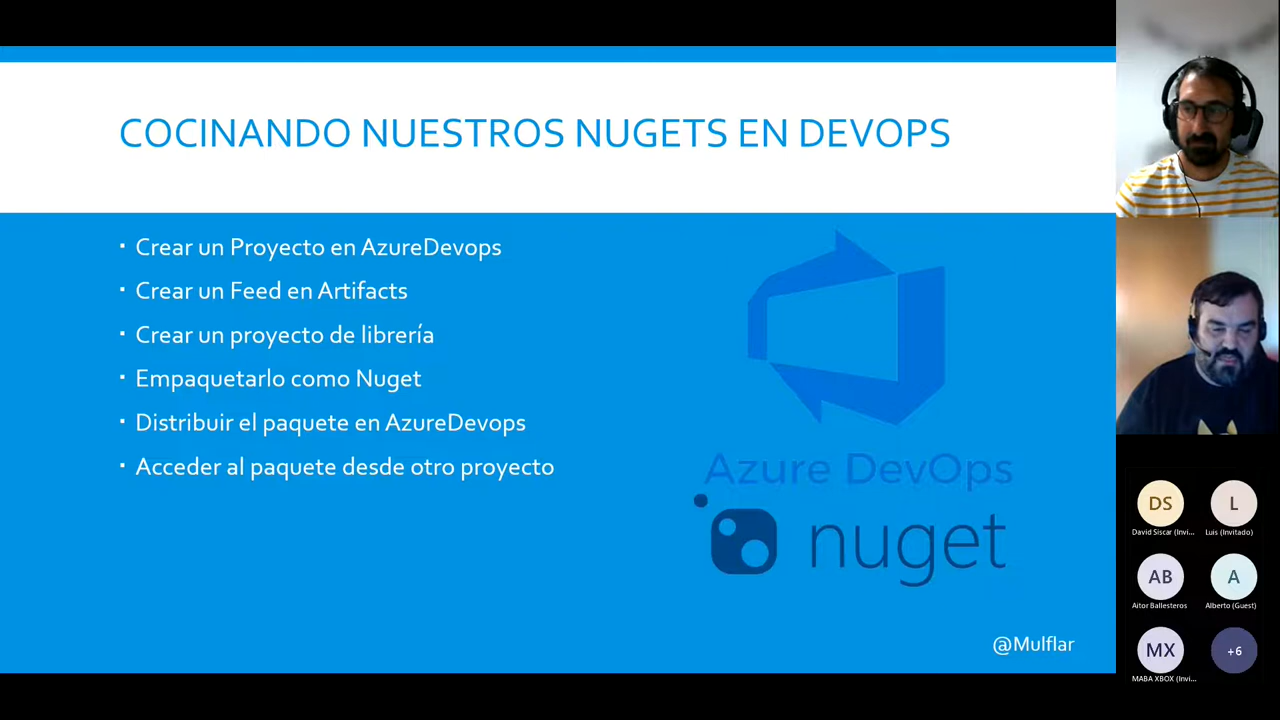 COCINANDO NUESTROS NUGETS EN DEVOPS
▪ Crear un Proyecto en AzureDevops
▪ Crear un Feed en Artifacts
▪ Crear un proyecto de librería
▪ Empaquetarlo como Nuget
▪ Distribuir el paquete en AzureDevops
▪ Acceder al paquete desde otro proyecto
Azure DevOps
nuget
@Mulflar
DS
David Siscar (Invi...
L
Luis (Invitado)
AB
Aitor Ballesteros
A
Alberto (Guest)
MX
MABA XBOX (Invi...
+6